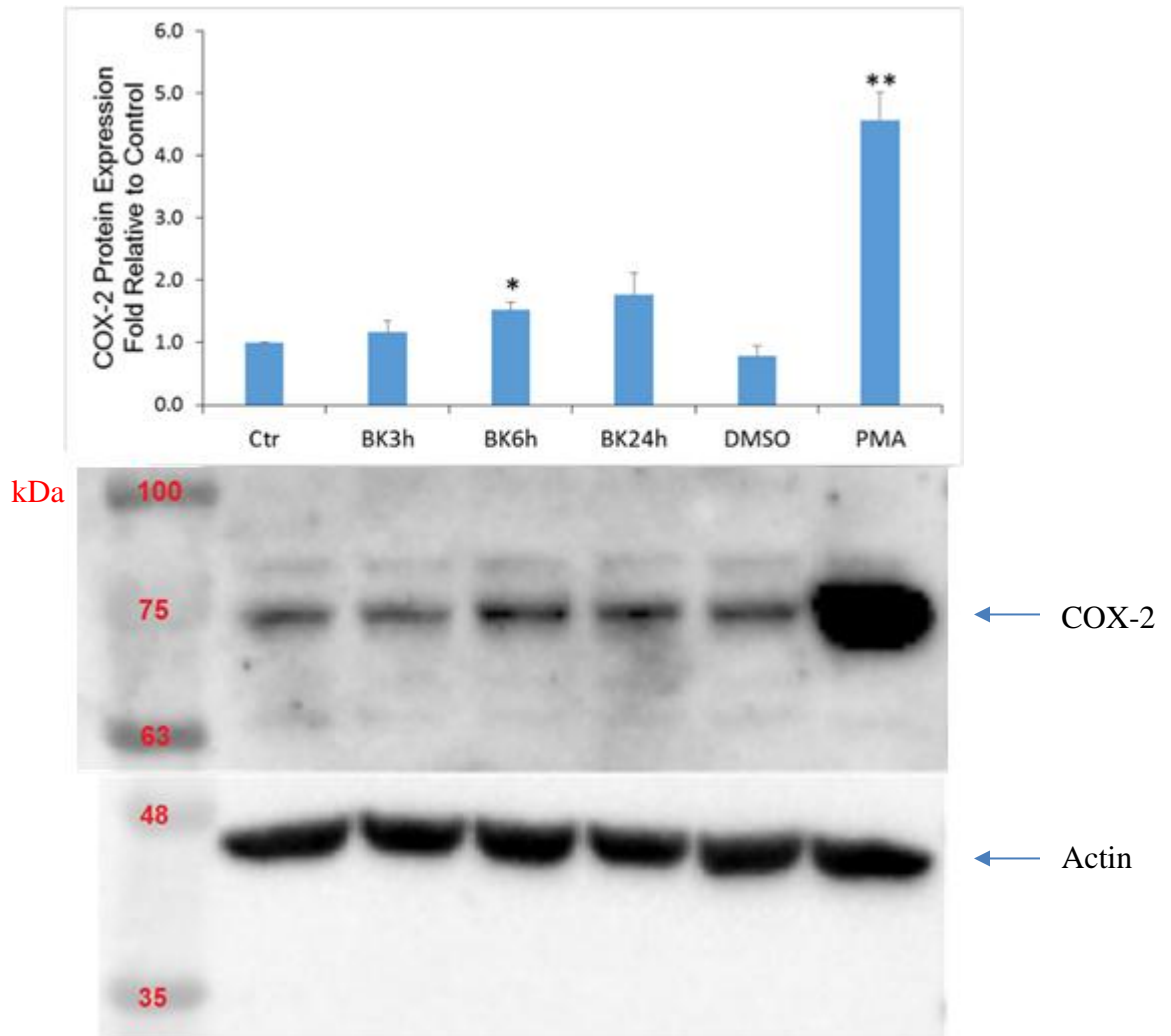 COX-2 Protein Expression
Fold Relative to Control
6.0
5.0
4.0
3.0
2.0
1.0
0.0
*
**
Ctr BK3h BK6h BK24h DMSO PMA
kDa
100
75
63
COX-2
48
35
Actin